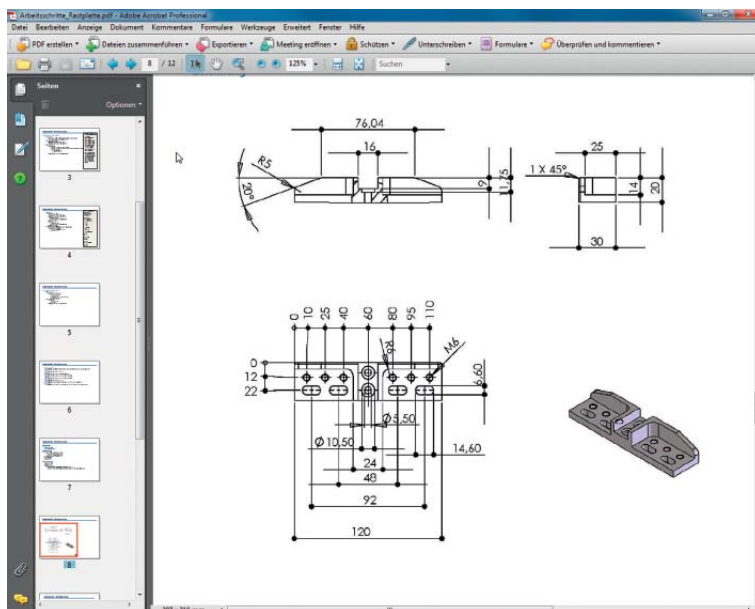 Arbeitsschritte_Rastplatte.pdf - Adobe Acrobat Professional
Datei Bearbeiten Anzeige Dokument Kommentare Formulare Werkzeuge Erweitert Fenster Hilfe
PDF erstellen Dateien zusammenführen Exportieren Meeting eröffnen Schützen Unterschreiben Formulare Überprüfen und kommentieren
8 / 12 125% Suchen
Seiten
Optionen
3
4
5
6
7
8
76,04
16
R5
20°
9
11,75
25
1 X 45°
14
20
30
0 10 25 40 60 80 95 110
R6
M6
0
12
22
6,60
Ø5,50
Ø10,50
14,60
24
48
92
120